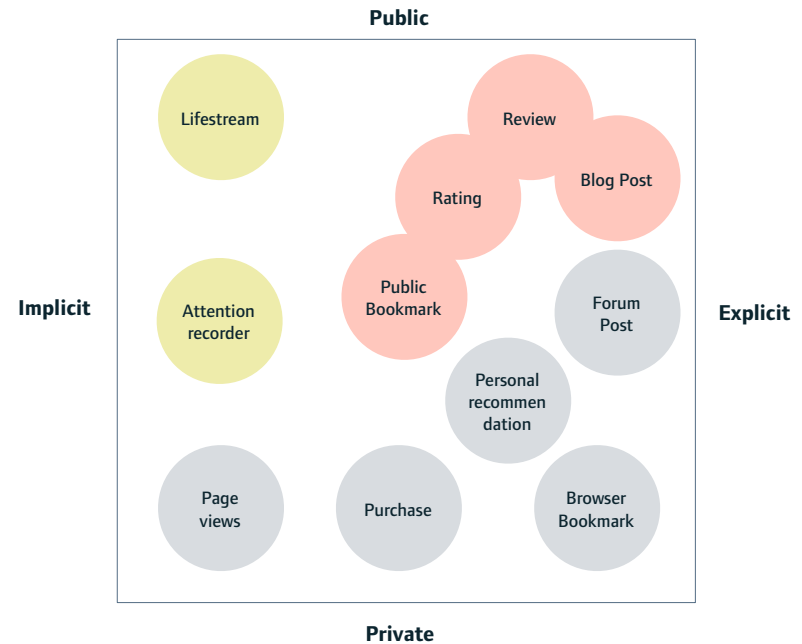 Public
Lifestream
Review
Blog Post
Rating
Public
Bookmark
Implicit
Attention
recorder
Forum
Post
Explicit
Personal
recommen
dation
Page
views
Purchase
Browser
Bookmark
Private